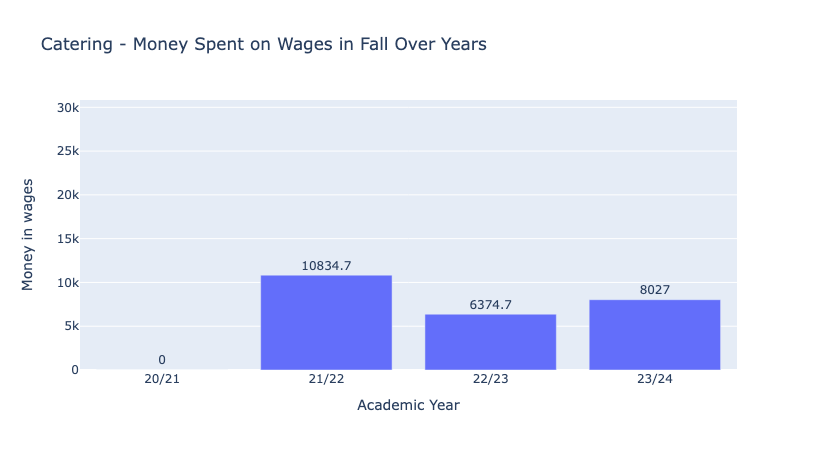 Catering - Money Spent on Wages in Fall Over Years
30k
25k
20k
15k
10k
5k
0
Money in wages
0
10834.7
6374.7
8027
20/21
21/22
22/23
23/24
Academic Year